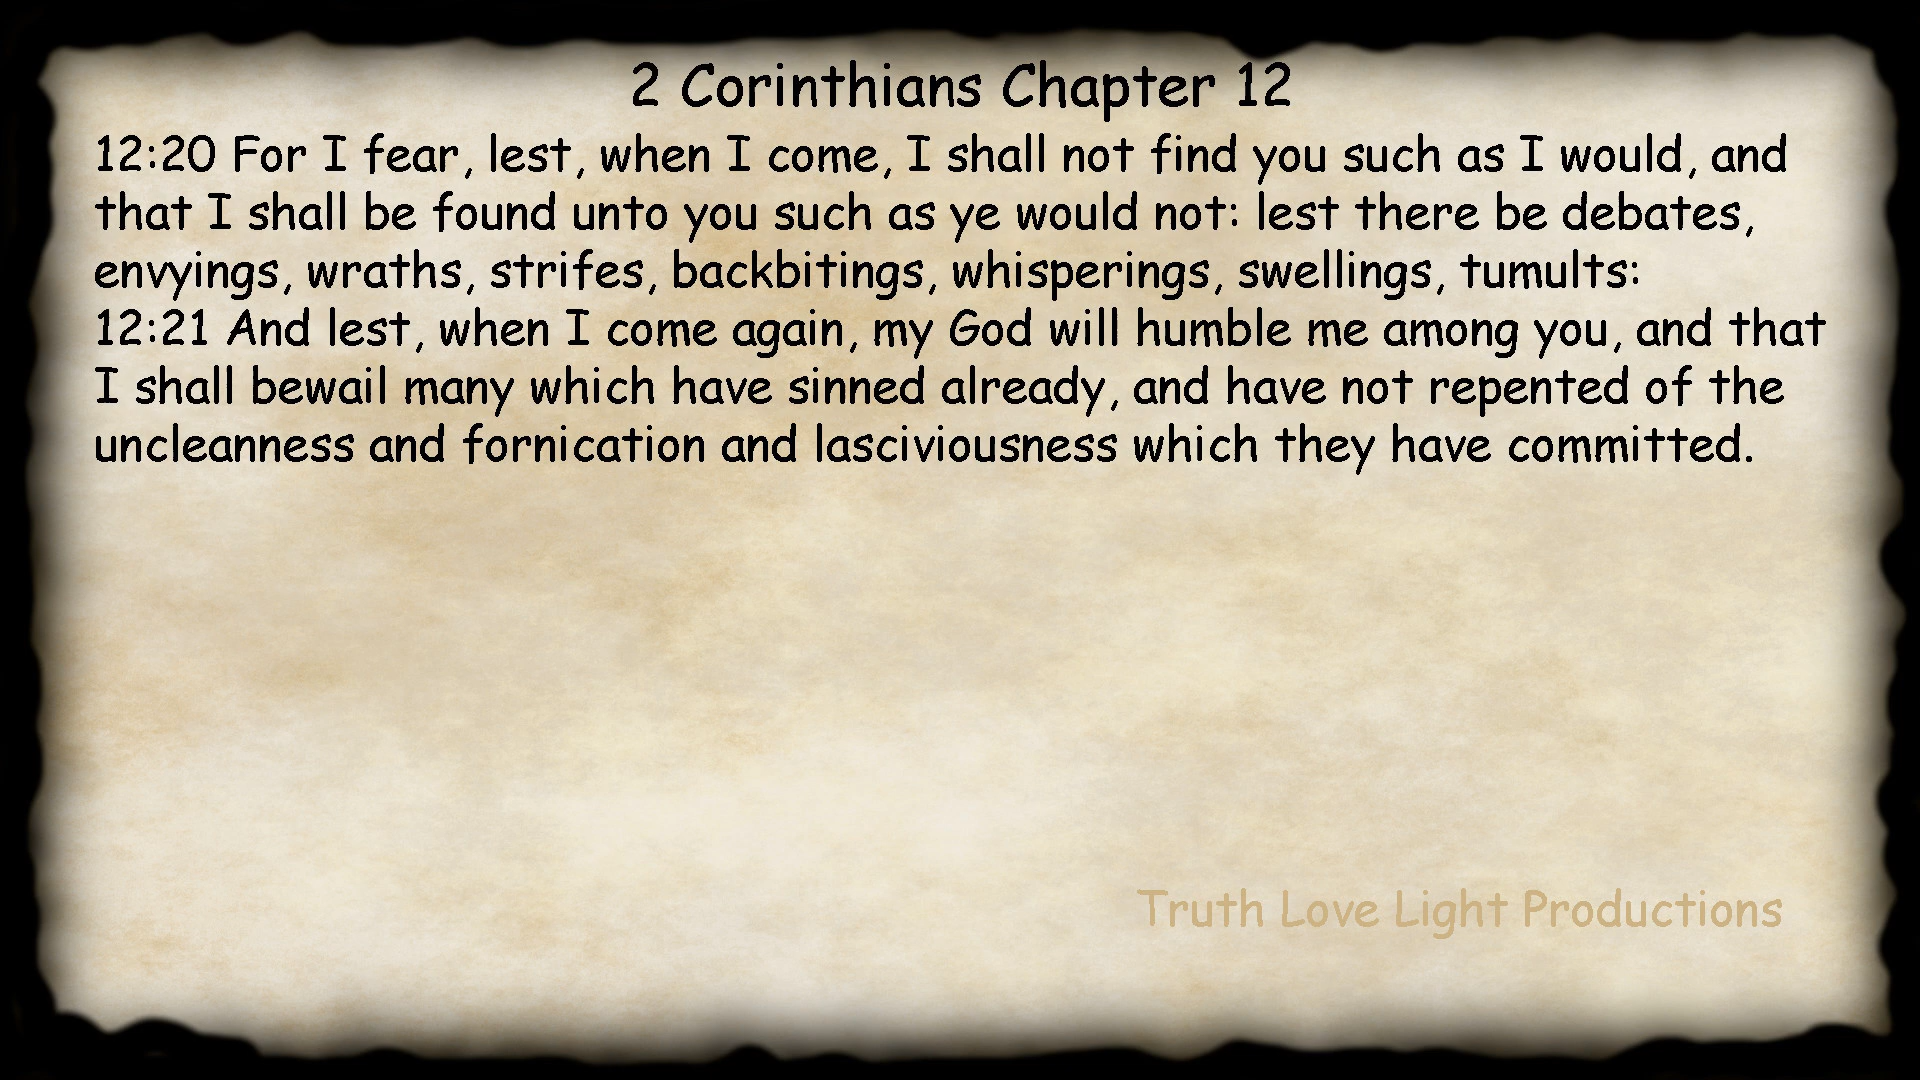 2 Corinthians Chapter 12
12:20 For I fear, lest, when I come, I shall not find you such as I would, and
that I shall be found unto you such as ye would not: lest there be debates,
envyings, wraths, strifes, backbitings, whisperings, swellings, tumults:
12:21 And lest, when I come again, my God will humble me among you, and that
I shall bewail many which have sinned already, and have not repented of the
uncleanness and fornication and lasciviousness which they have committed.
Truth Love Light Productions